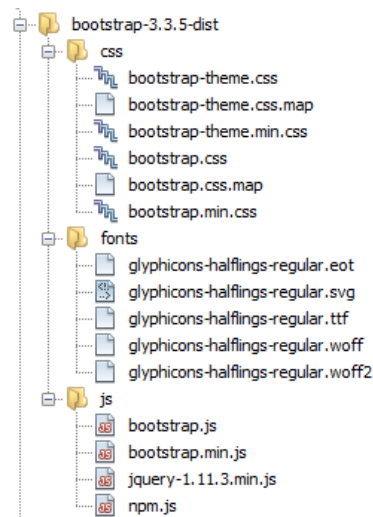 bootstrap-3.3.5-dist
css
bootstrap-theme.css
bootstrap-theme.css.map
bootstrap-theme.min.css
bootstrap.css
bootstrap.css.map
bootstrap.min.css
fonts
glyphicons-halflings-regular.eot
glyphicons-halflings-regular.svg
glyphicons-halflings-regular.ttf
glyphicons-halflings-regular.woff
glyphicons-halflings-regular.woff2
js
bootstrap.js
bootstrap.min.js
jquery-1.11.3.min.js
npm.js